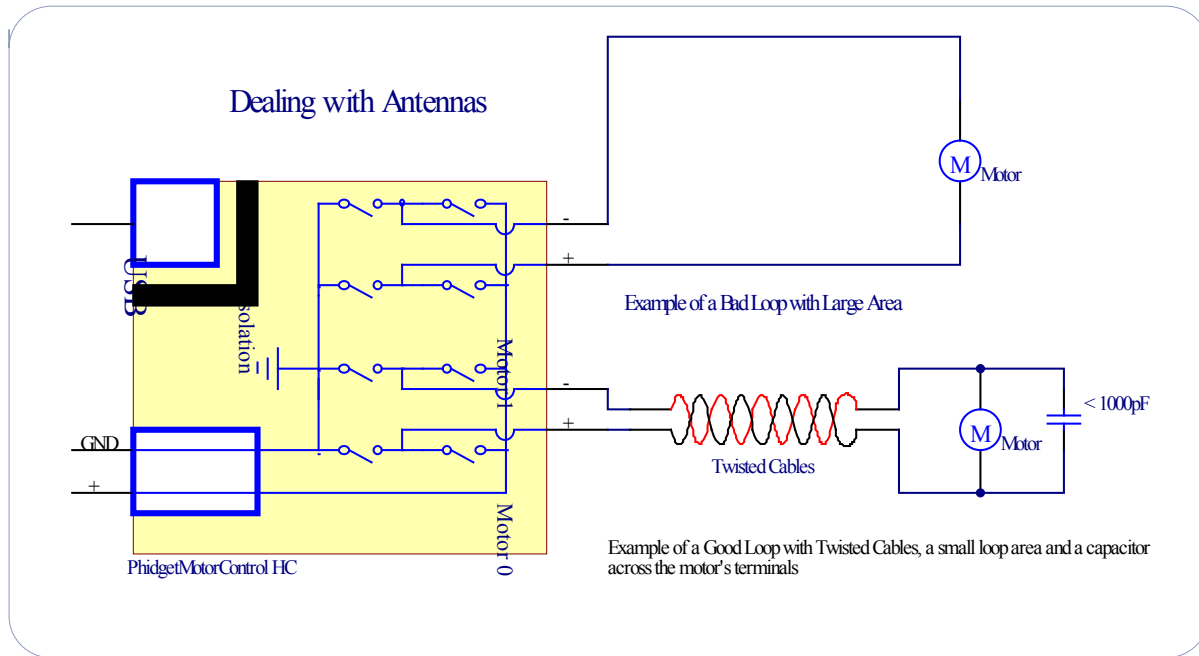 Dealing with Antennas
M
Motor
-
+
USB
solation
Example of a Bad Loop with Large Area
Motor 1
-
+
< 1000pF
M
Motor
GND
+
Twisted Cables
Motor 0
Example of a Good Loop with Twisted Cables, a small loop area and a capacitor
across the motor's terminals
PhidgetMotorControl HC